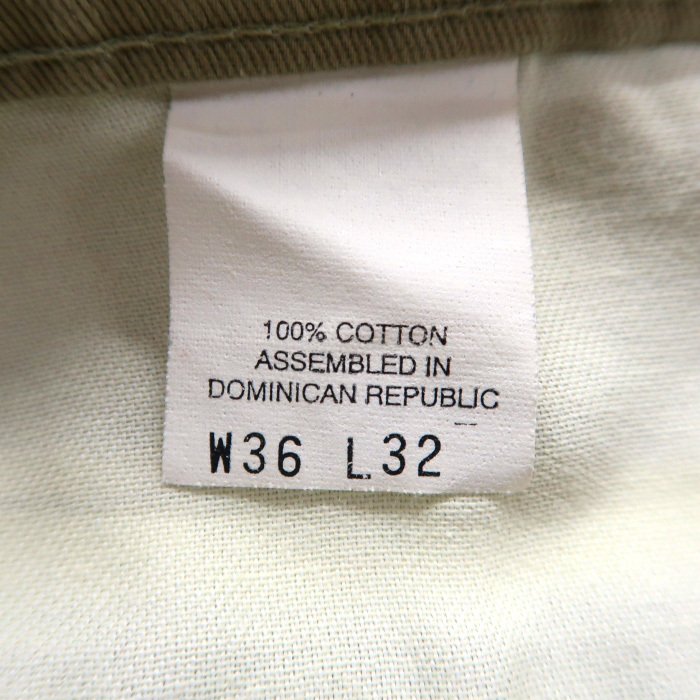 100% COTTON
ASSEMBLED IN
DOMINICAN REPUBLIC
W36 L32